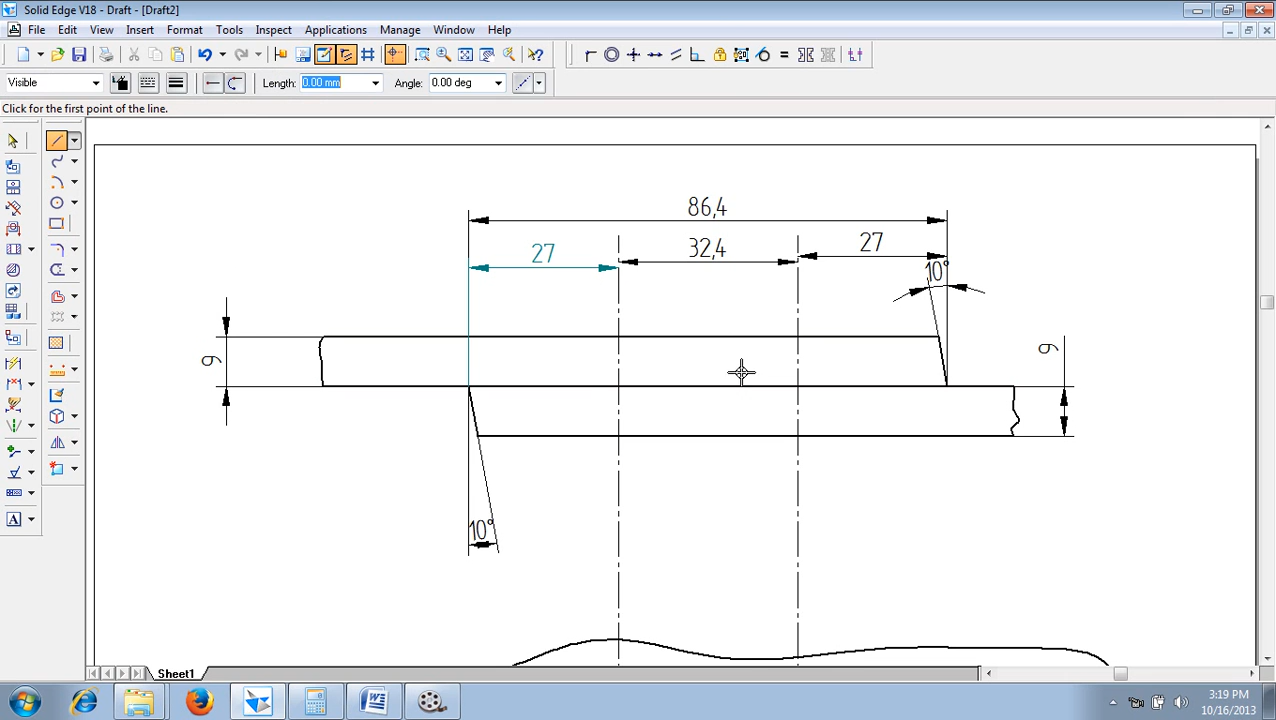 Solid Edge V18 - Draft - [Draft2]
File Edit View Insert Format Tools Inspect Applications Manage Window Help
Visible Length: 0.00 mm Angle: 0.00 deg
Click for the first point of the line.
86,4
27 32,4 27
10°
9
9
10°
A
Sheet1
3:19 PM
10/16/2013